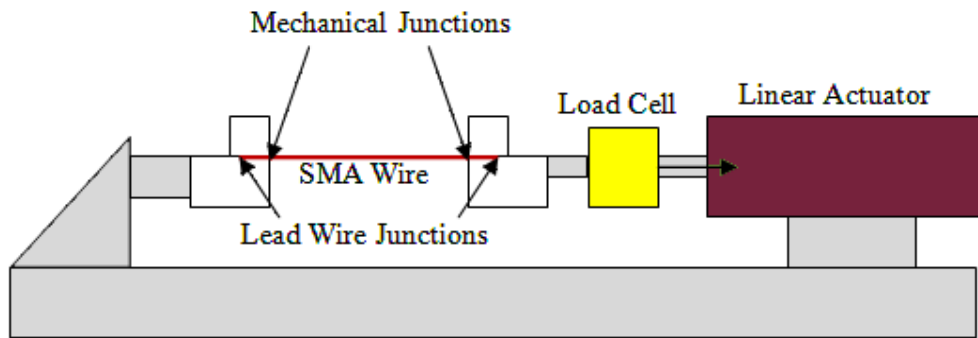 Mechanical Junctions
Load Cell
Linear Actuator
SMA Wire
Lead Wire Junctions